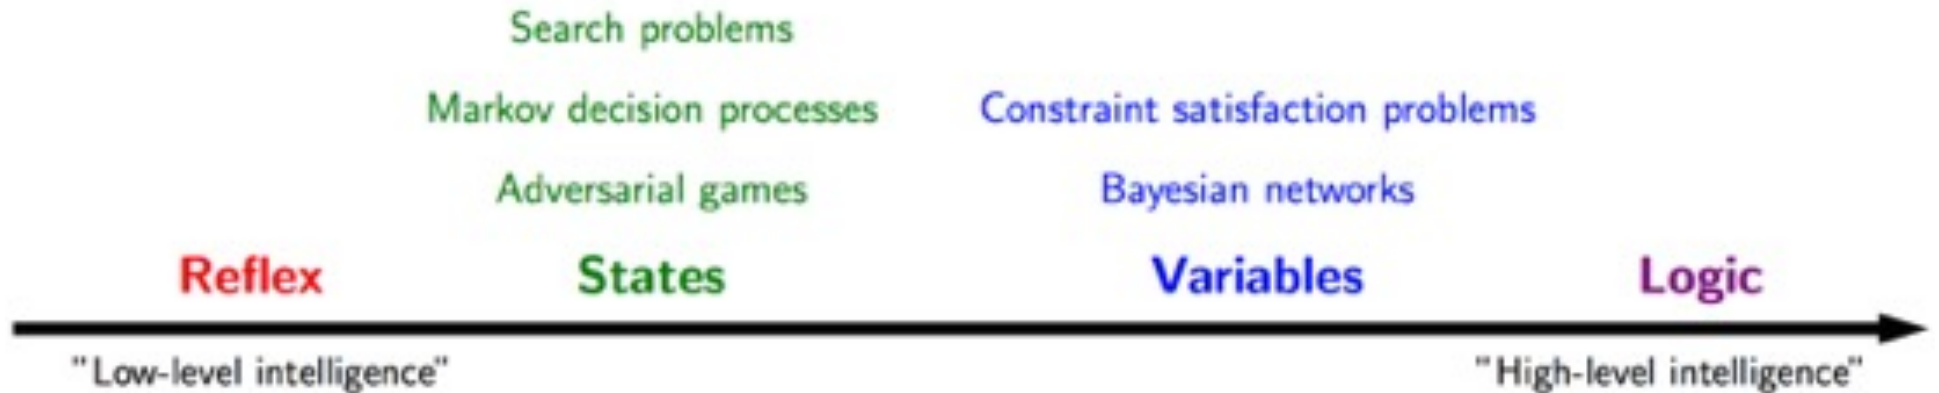 Search problems
Markov decision processes Constraint satisfaction problems
Adversarial games Bayesian networks
Reflex States Variables Logic
"Low-level intelligence" "High-level intelligence"